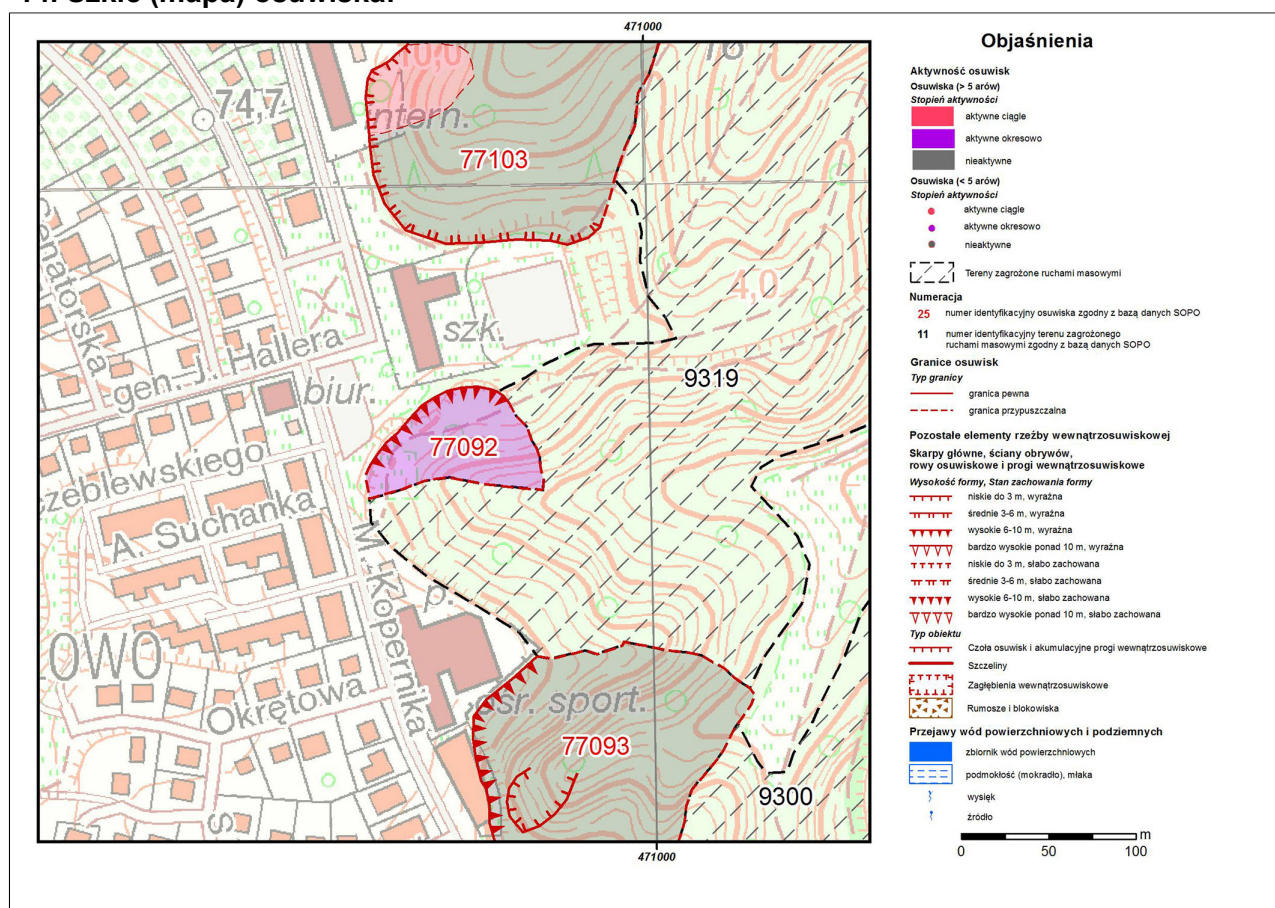 471000
10,0
16
74,7
intern.
77103
4,0
Senatorska
szk.
gen. J. Hallera
biur.
9319
77092
czeblewskiego
A. Suchanka
M. Kopernika
p.
OWO
Okrętowa
osr. sport.
77093
9300
S
471000
Objaśnienia
Aktywność osuwisk
Osuwiska (> 5 arów)
Stopień aktywności
aktywne ciągle
aktywne okresowo
nieaktywne
Osuwiska (< 5 arów)
Stopień aktywności
aktywne ciągle
aktywne okresowo
nieaktywne
Tereny zagrożone ruchami masowymi
Numeracja
25 numer identyfikacyjny osuwiska zgodny z bazą danych SOPO
11 numer identyfikacyjny terenu zagrożonego
ruchami masowymi zgodny z bazą danych SOPO
Granice osuwisk
Typ granicy
granica pewna
granica przypuszczalna
Pozostałe elementy rzeźby wewnątrzosuwiskowej
Skarpy główne, ściany obrywów,
rowy osuwiskowe i progi wewnątrzosuwiskowe
Wysokość formy, Stan zachowania formy
niskie do 3 m, wyraźna
średnie 3-6 m, wyraźna
wysokie 6-10 m, wyraźna
bardzo wysokie ponad 10 m, wyraźna
niskie do 3 m, słabo zachowana
średnie 3-6 m, słabo zachowana
wysokie 6-10 m, słabo zachowana
bardzo wysokie ponad 10 m, słabo zachowana
Typ obiektu
Czoła osuwisk i akumulacyjne progi wewnątrzosuwiskowe
Szczeliny
Zagłębienia wewnątrzosuwiskowe
Rumosze i blokowiska
Przejawy wód powierzchniowych i podziemnych
zbiornik wód powierzchniowych
podmokłość (mokradło), młaka
wysięk
źródło
m
0 50 100